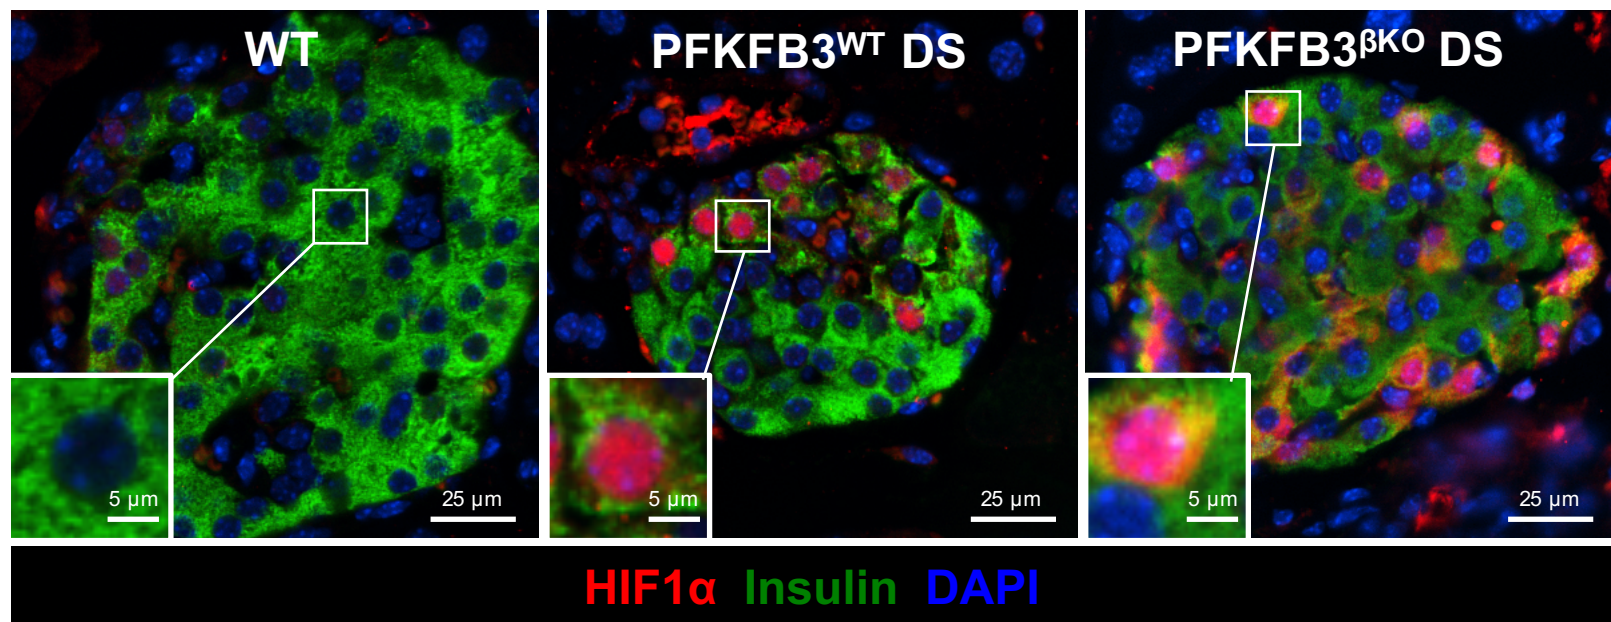 WT
PFKFB3ᵂᵀ DS
PFKFB3ᵝᴷᴼ DS
5 µm
25 µm
5 µm
25 µm
5 µm
25 µm
HIF1α Insulin DAPI